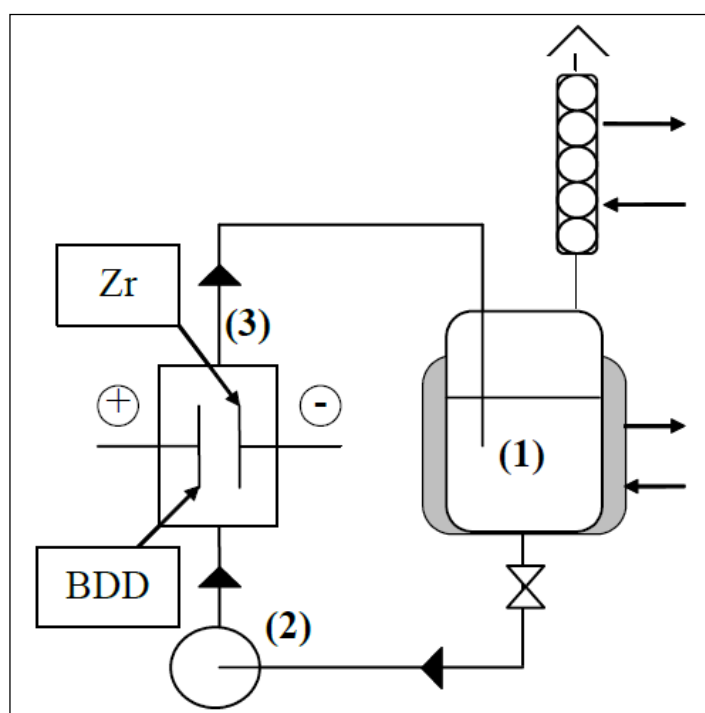 Zr
(3)
+
-
(1)
BDD
(2)